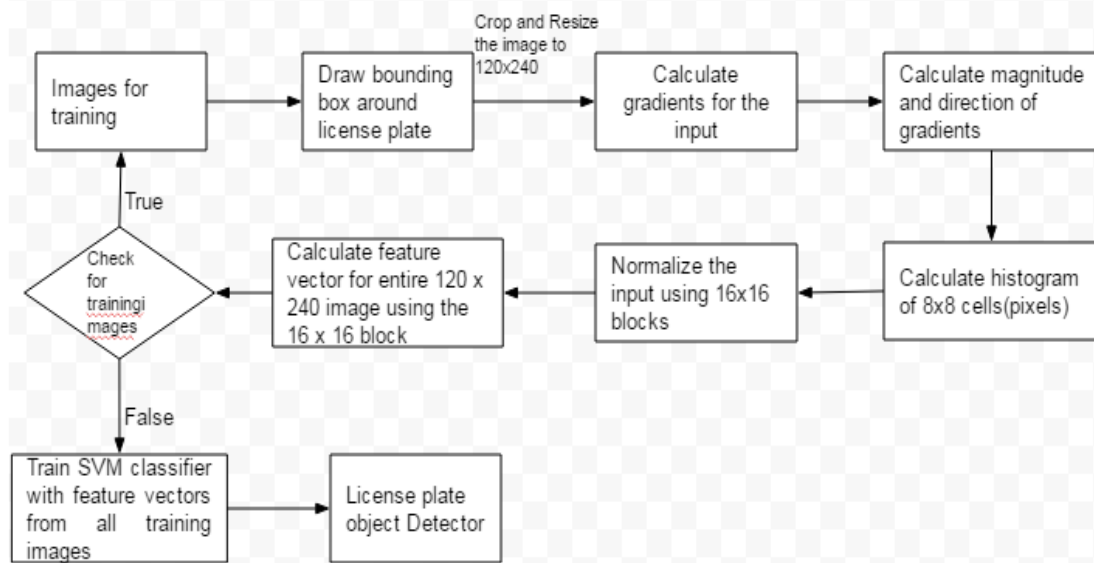 Images for
training
Draw bounding
box around
license plate
Crop and Resize
the image to
120x240
Calculate
gradients for the
input
Calculate magnitude
and direction of
gradients
Calculate histogram
of 8x8 cells(pixels)
Normalize the
input using 16x16
blocks
Calculate feature
vector for entire 120 x
240 image using the
16 x 16 block
Check
for
trainingi
mages
True
False
Train SVM classifier
with feature vectors
from all training
images
License plate
object Detector